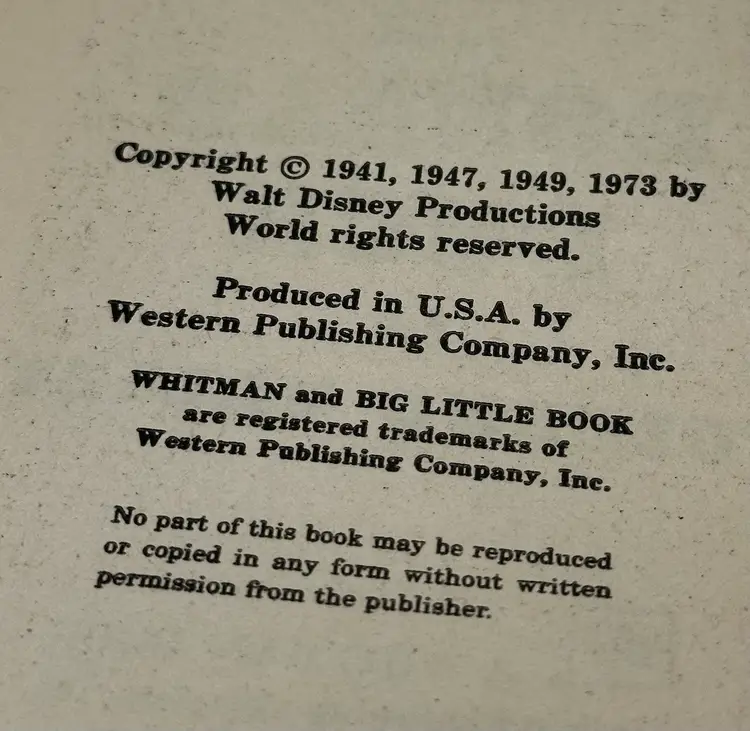 Copyright © 1941, 1947, 1949, 1973 by
Walt Disney Productions
World rights reserved.
Produced in U.S.A. by
Western Publishing Company, Inc.
WHITMAN and BIG LITTLE BOOK
are registered trademarks of
Western Publishing Company, Inc.
No part of this book may be reproduced
or copied in any form without written
permission from the publisher.